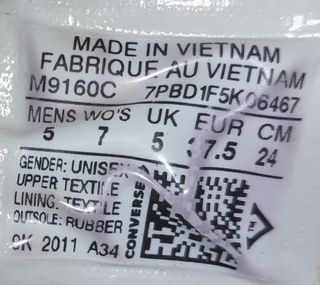 MADE IN VIETNAM
FABRIQUE AU VIETNAM
M9160C 7PBD1F5K06467
MENS WO'S UK EUR CM
5 7 5 37.5 24
GENDER: UNISEX
UPPER TEXTILE
LINING: TEXTILE
OUTSOLE: RUBBER
2011 A34
CONVERSE